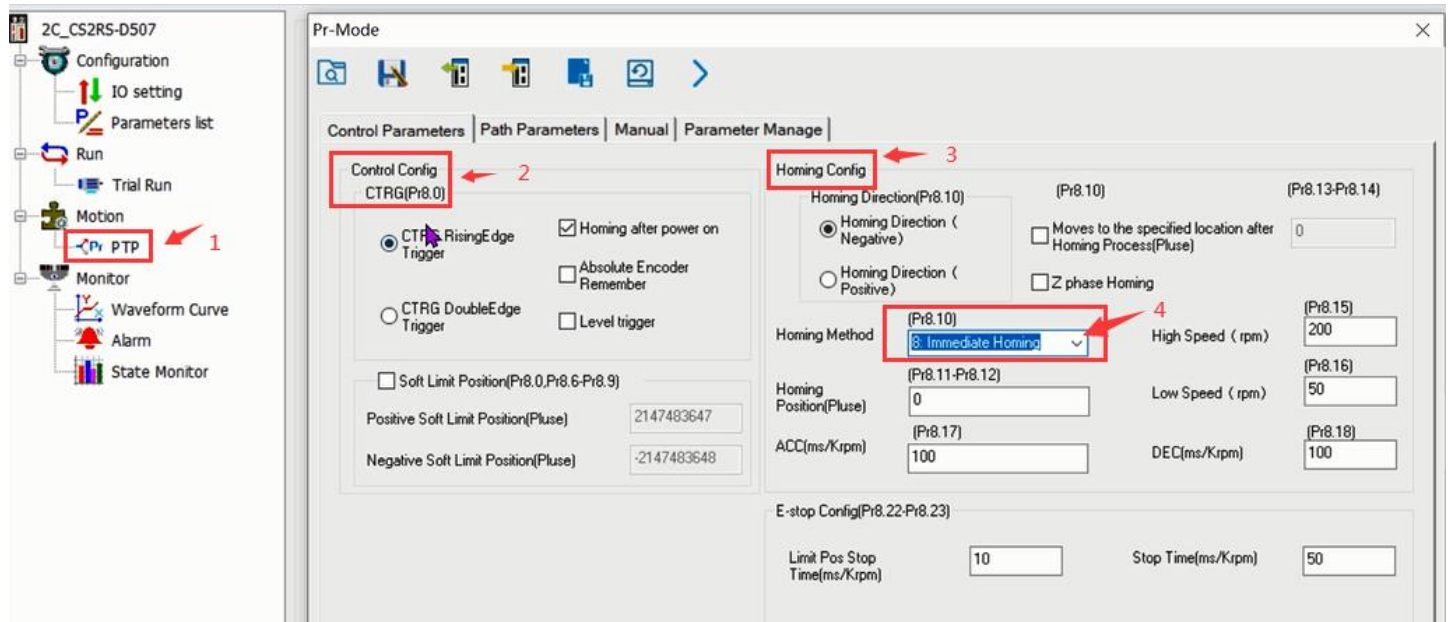 2C_CS2RS-D507
Configuration
IO setting
Parameters list
Run
Trial Run
Motion
PTP
1
Monitor
Waveform Curve
Alarm
State Monitor
Pr-Mode
Control Parameters
Path Parameters
Manual
Parameter Manage
Control Config
2
CTRG(Pr8.0)
CTRG RisingEdge
Trigger
CTRG DoubleEdge
Trigger
Homing after power on
Absolute Encoder
Remember
Level trigger
Soft Limit Position(Pr8.0,Pr8.6-Pr8.9)
Positive Soft Limit Position(Pluse)
2147483647
Negative Soft Limit Position(Pluse)
-2147483648
Homing Config
3
Homing Direction(Pr8.10)
Homing Direction (
Negative)
Homing Direction (
Positive)
(Pr8.10)
(Pr8.13-Pr8.14)
Moves to the specified location after
Homing Process(Pluse)
0
Z phase Homing
Homing Method
(Pr8.10)
8: Immediate Homing
4
High Speed ( rpm)
(Pr8.15)
200
Homing
Position(Pluse)
(Pr8.11-Pr8.12)
0
Low Speed ( rpm)
(Pr8.16)
50
ACC(ms/Krpm)
(Pr8.17)
100
DEC(ms/Krpm)
(Pr8.18)
100
E-stop Config(Pr8.22-Pr8.23)
Limit Pos Stop
Time(ms/Krpm)
10
Stop Time(ms/Krpm)
50